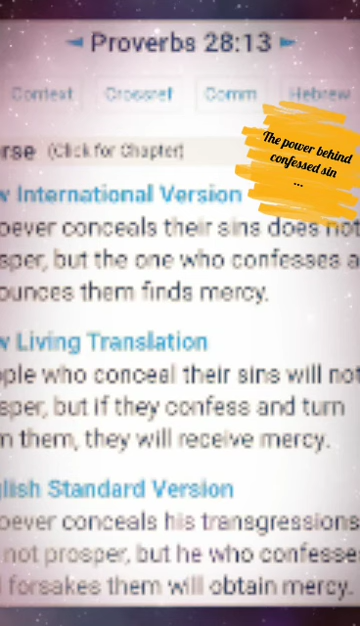 ◄ Proverbs 28:13 ►
Context Crossref Comm Hebrew
rse (Click for Chapter)
The power behind
confessed sin
...
w International Version
oever conceals their sins does not
sper, but the one who confesses a
ounces them finds mercy.
w Living Translation
ople who conceal their sins will not
sper, but if they confess and turn
m them, they will receive mercy.
glish Standard Version
oever conceals his transgressions
not prosper, but he who confesse
l forsakes them will obtain mercy.